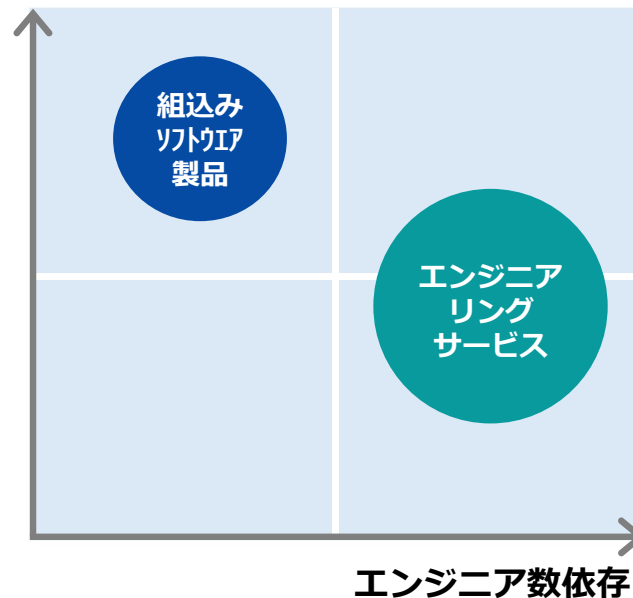 組込み
ｿﾌﾄｳｴｱ
製品
エンジニア
リング
サービス
エンジニア数依存